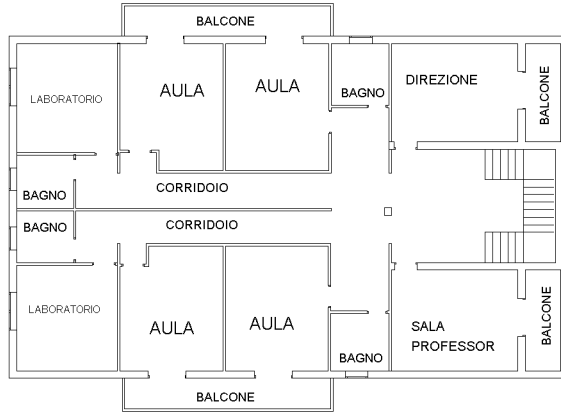 BALCONE
LABORATORIO
AULA
AULA
BAGNO
DIREZIONE
BALCONE
BAGNO
CORRIDOIO
BAGNO
CORRIDOIO
LABORATORIO
AULA
AULA
BAGNO
SALA
PROFESSOR
BALCONE
BALCONE